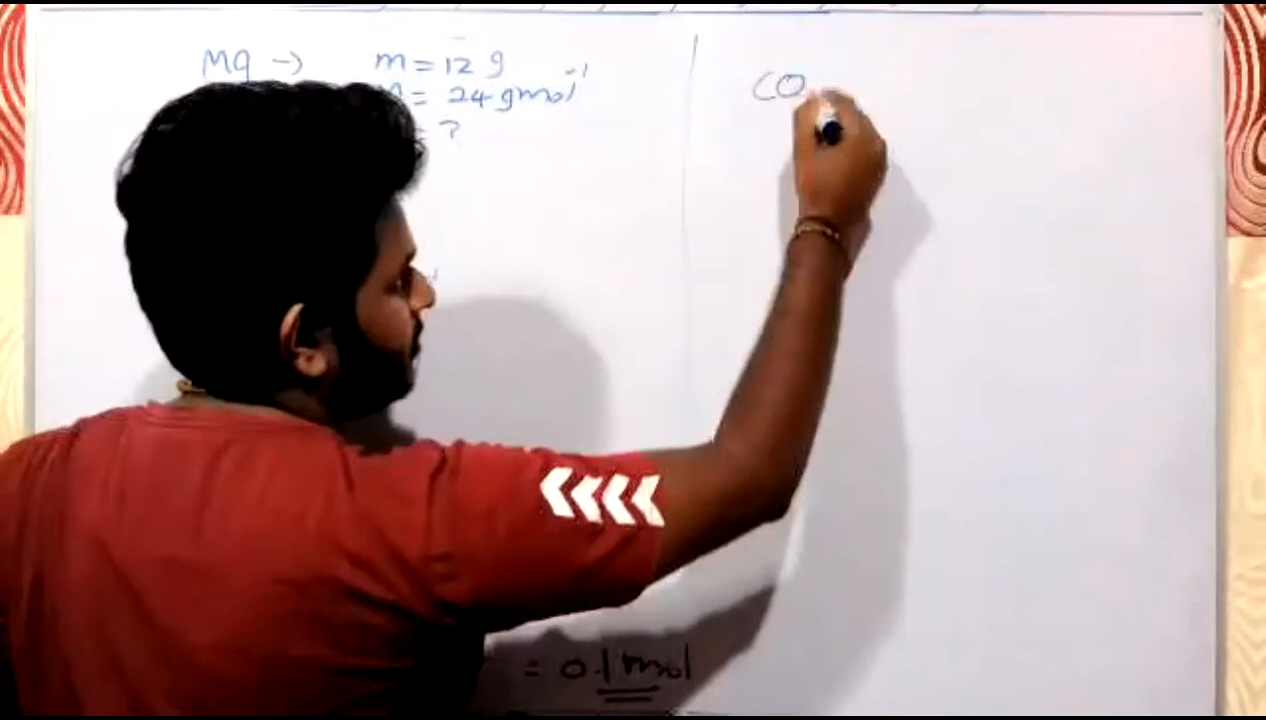 Mg → m = 12 g
= 24 gmol⁻¹
= ?
= 0.1 mol
CO